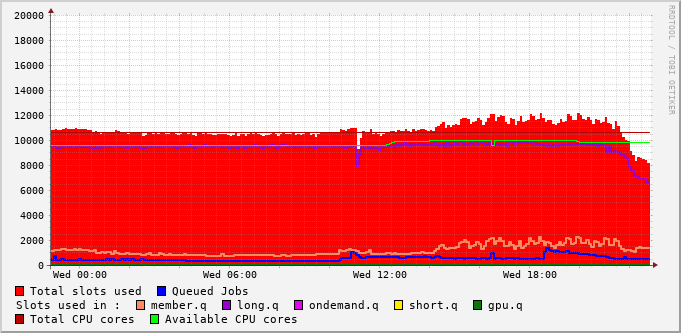 20000
18000
16000
14000
12000
10000
8000
6000
4000
2000
0
Wed 00:00 Wed 06:00 Wed 12:00 Wed 18:00
RRDTOOL / TOBI OETIKER
Total slots used Queued Jobs
Slots used in : member.q long.q ondemand.q short.q gpu.q
Total CPU cores Available CPU cores